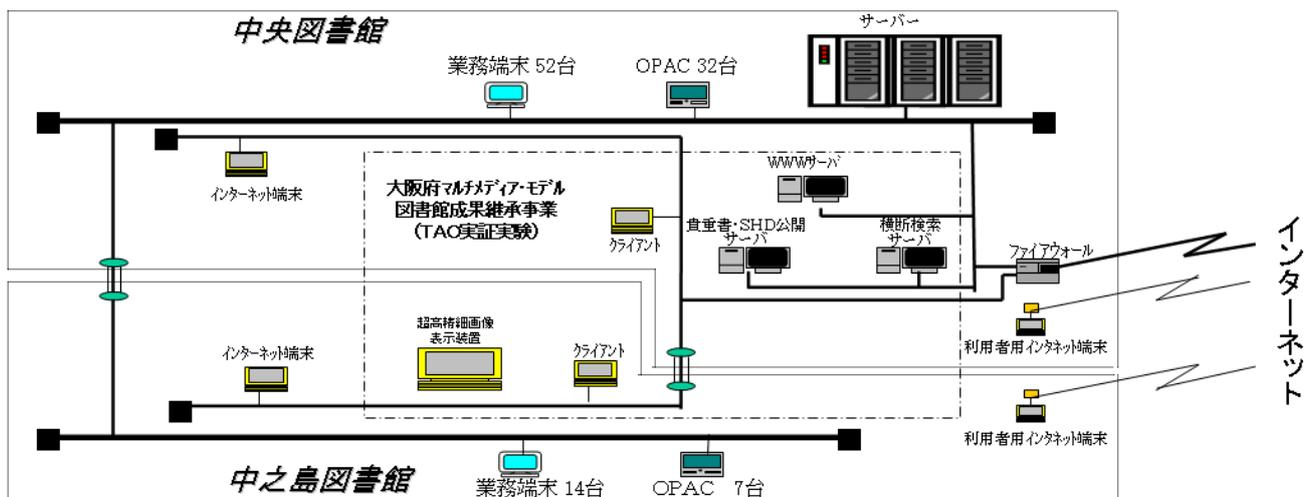 中央図書館
サーバー
業務端末 52台
OPAC 32台
インターネット端末
大阪府マルチメディア・モデル
図書館成果継承事業
(TAO実証実験)
クライアント
WWWサーバ
貴重書・SHD公開
サーバ
横断検索
サーバ
ファイアウォール
インターネット
利用者用インタネット端末
超高精細画像
表示装置
クライアント
インターネット端末
利用者用インタネット端末
中之島図書館
業務端末 14台
OPAC 7台